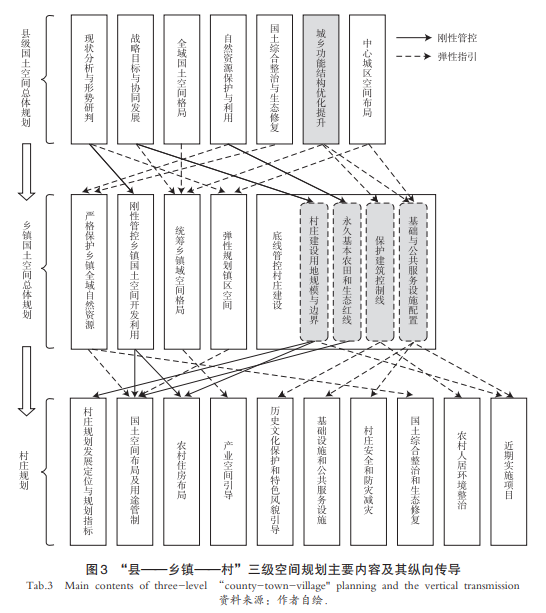 县级国土空间总体规划
现状分析与形势研判
战略目标与协同发展
全域国土空间格局
自然资源保护与利用
国土综合整治与生态修复
城乡功能结构优化提升
中心城区空间布局
刚性管控
弹性指引
乡镇国土空间总体规划
严格保护乡镇全域自然资源
刚性管控乡镇国土空间开发利用
统筹乡镇域空间格局
弹性规划镇区空间
底线管控村庄建设
村庄建设用地规模与边界
永久基本农田和生态红线
保护建筑控制线
基础与公共服务设施配置
村庄规划
村庄规划发展定位与规划指标
国土空间布局及用途管制
农村住房布局
产业空间引导
历史文化保护和特色风貌引导
基础设施和公共服务设施
村庄安全和防灾减灾
国土综合整治和生态修复
农村人居环境整治
近期实施项目
图3 “县——乡镇——村”三级空间规划主要内容及其纵向传导
Tab.3 Main contents of three-level “county-town-village” planning and the vertical transmission
资料来源：作者自绘.